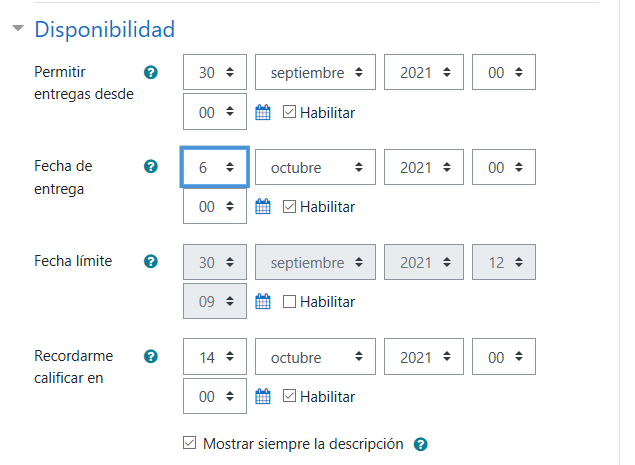 Disponibilidad
Permitir ? 30 septiembre 2021 00
entregas desde 00 Habilitar
Fecha de ? 6 octubre 2021 00
entrega 00 Habilitar
Fecha límite ? 30 septiembre 2021 12
09 Habilitar
Recordarme ? 14 octubre 2021 00
calificar en 00 Habilitar
Mostrar siempre la descripción ?